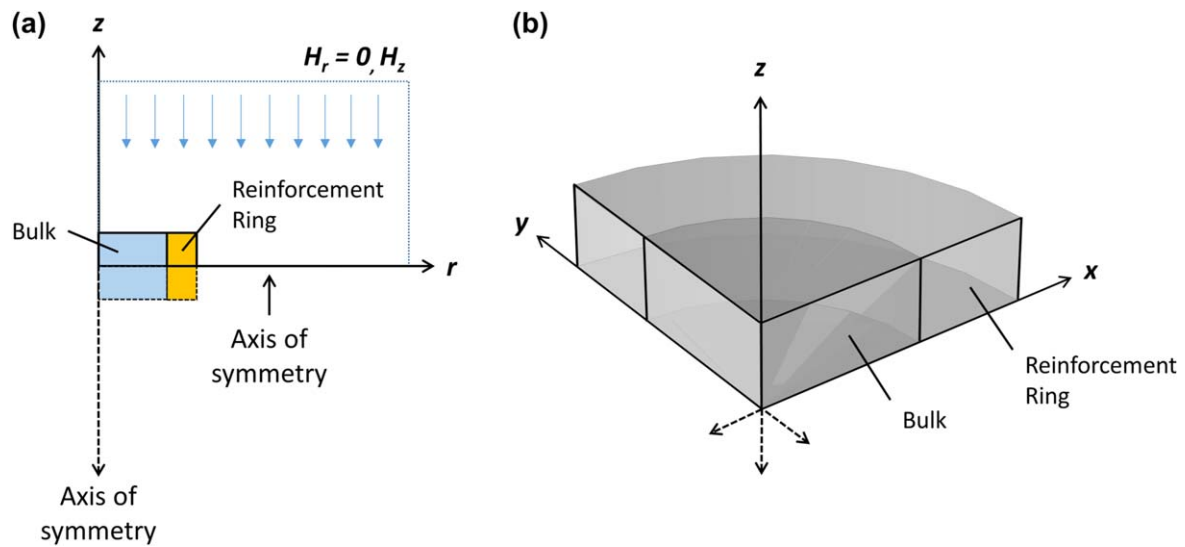 (a)
z
H_r = 0, H_z
Reinforcement
Ring
Bulk
r
Axis of
symmetry
Axis of
symmetry
(b)
z
y
x
Reinforcement
Ring
Bulk